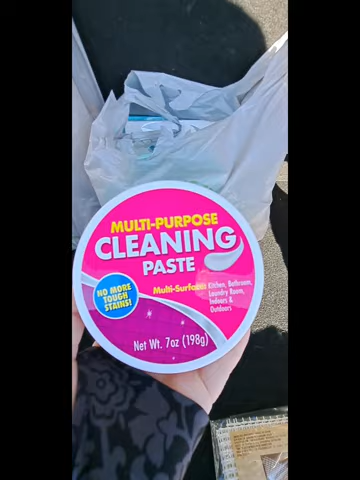 MULTI-PURPOSE
CLEANING
PASTE
NO MORE
TOUGH
STAINS!
Multi-Surface Kitchen, Bathroom,
Laundry Room,
Indoors &
Outdoors
Net Wt. 7oz (198g)